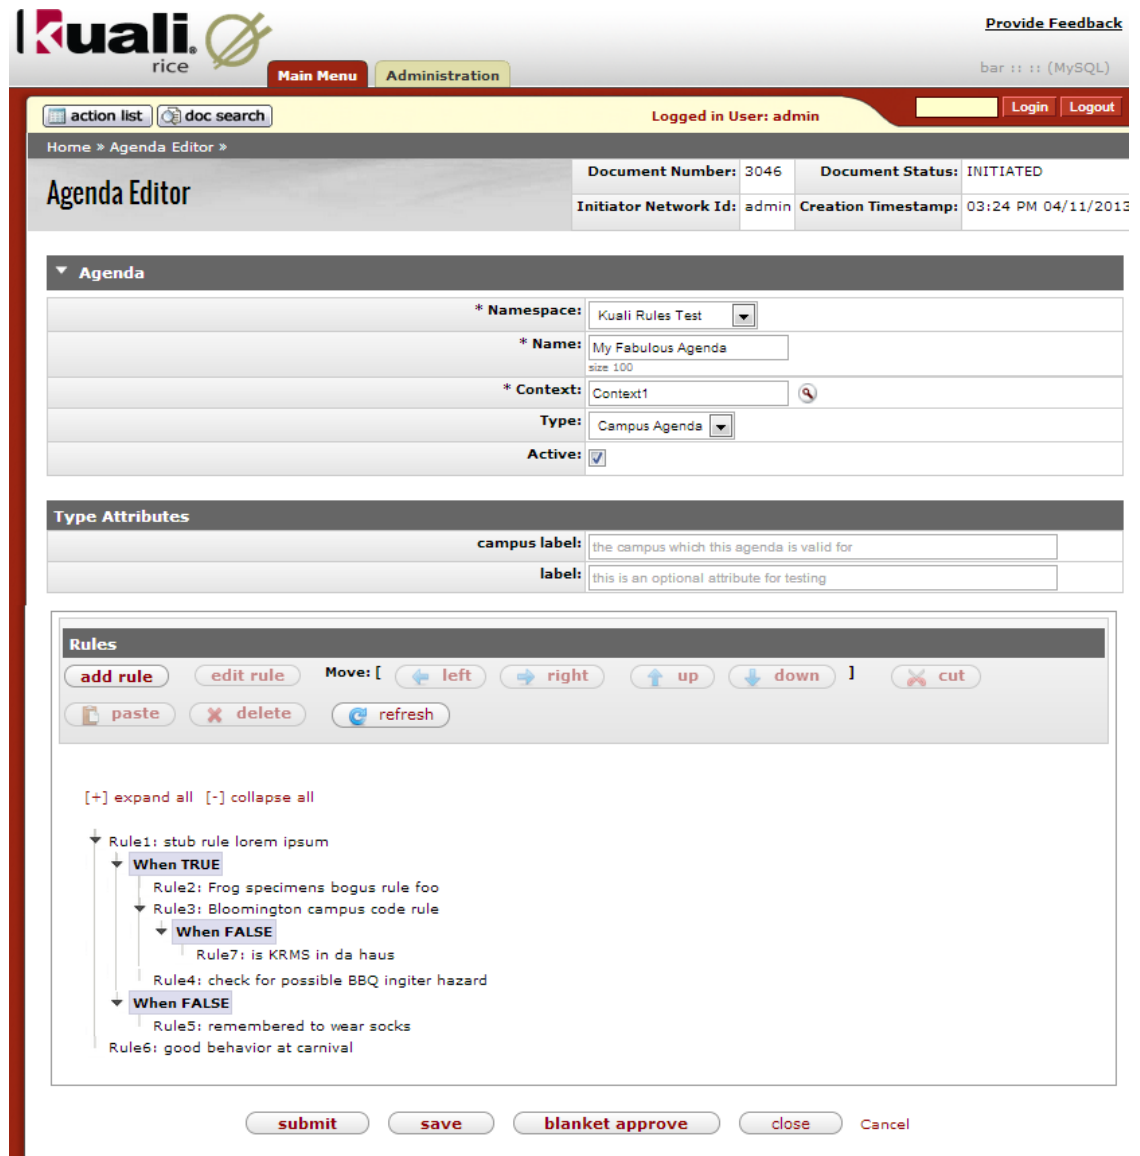 kuali®
rice
Provide Feedback
Main Menu Administration
bar :: :: (MySQL)
action list doc search Logged in User: admin Login Logout
Home » Agenda Editor »
Agenda Editor
Document Number: 3046 Document Status: INITIATED
Initiator Network Id: admin Creation Timestamp: 03:24 PM 04/11/2013
Agenda
* Namespace: Kuali Rules Test
* Name: My Fabulous Agenda
size 100
* Context: Context1
Type: Campus Agenda
Active:
Type Attributes
campus label: the campus which this agenda is valid for
label: this is an optional attribute for testing
Rules
add rule edit rule Move: [ left right up down ] cut
paste delete refresh
[+] expand all [-] collapse all
Rule1: stub rule lorem ipsum
When TRUE
Rule2: Frog specimens bogus rule foo
Rule3: Bloomington campus code rule
When FALSE
Rule7: is KRMS in da haus
Rule4: check for possible BBQ ingiter hazard
When FALSE
Rule5: remembered to wear socks
Rule6: good behavior at carnival
submit save blanket approve close Cancel